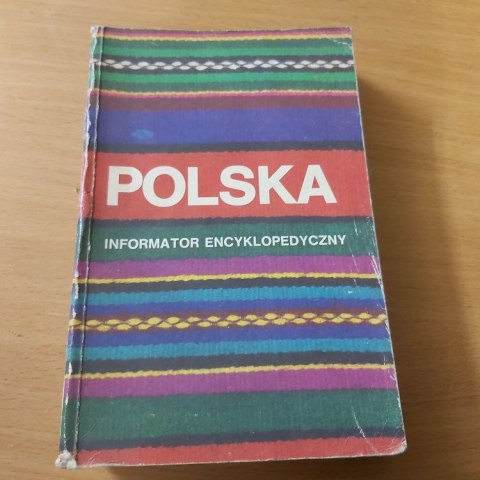 POLSKA
INFORMATOR ENCYKLOPEDYCZNY